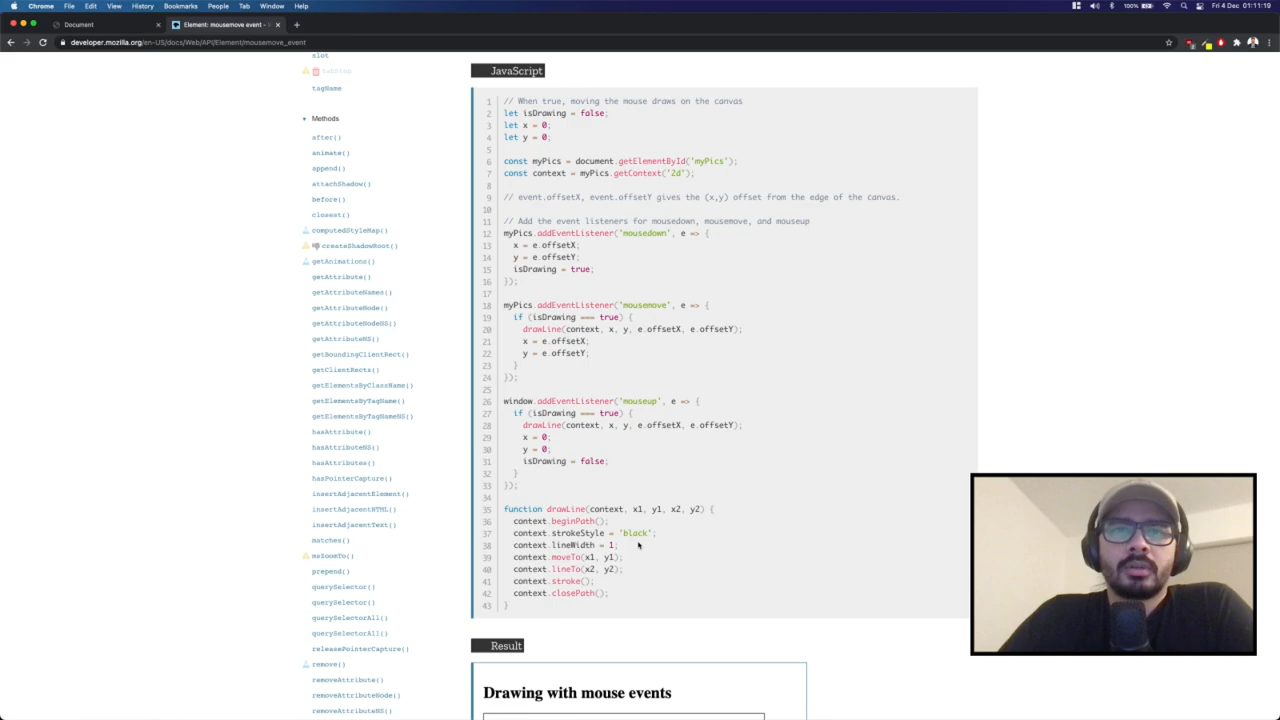 Chrome File Edit View History Bookmarks People Tab Window Help
100% Fri 4 Dec 01:11:19
Document
Element: mousemove event -
developer.mozilla.org/en-US/docs/Web/API/Element/mousemove_event
slot
tabStop
tagName
Methods
after()
animate()
append()
attachShadow()
before()
closest()
computedStyleMap()
createShadowRoot()
getAnimations()
getAttribute()
getAttributeNames()
getAttributeNode()
getAttributeNodeNS()
getAttributeNS()
getBoundingClientRect()
getClientRects()
getElementsByClassName()
getElementsByTagName()
getElementsByTagNameNS()
hasAttribute()
hasAttributeNS()
hasAttributes()
hasPointerCapture()
insertAdjacentElement()
insertAdjacentHTML()
insertAdjacentText()
matches()
msZoomTo()
prepend()
querySelector()
querySelector()
querySelectorAll()
querySelectorAll()
releasePointerCapture()
remove()
removeAttribute()
removeAttributeNode()
removeAttributeNS()
JavaScript
1 // When true, moving the mouse draws on the canvas
2 let isDrawing = false;
3 let x = 0;
4 let y = 0;
5
6 const myPics = document.getElementById('myPics');
7 const context = myPics.getContext('2d');
8
9 // event.offsetX, event.offsetY gives the (x,y) offset from the edge of the canvas.
10
11 // Add the event listeners for mousedown, mousemove, and mouseup
12 myPics.addEventListener('mousedown', e => {
13 x = e.offsetX;
14 y = e.offsetY;
15 isDrawing = true;
16 });
17
18 myPics.addEventListener('mousemove', e => {
19 if (isDrawing === true) {
20 drawLine(context, x, y, e.offsetX, e.offsetY);
21 x = e.offsetX;
22 y = e.offsetY;
23 }
24 });
25
26 window.addEventListener('mouseup', e => {
27 if (isDrawing === true) {
28 drawLine(context, x, y, e.offsetX, e.offsetY);
29 x = 0;
30 y = 0;
31 isDrawing = false;
32 }
33 });
34
35 function drawLine(context, x1, y1, x2, y2) {
36 context.beginPath();
37 context.strokeStyle = 'black';
38 context.lineWidth = 1;
39 context.moveTo(x1, y1);
40 context.lineTo(x2, y2);
41 context.stroke();
42 context.closePath();
43 }
Result
Drawing with mouse events